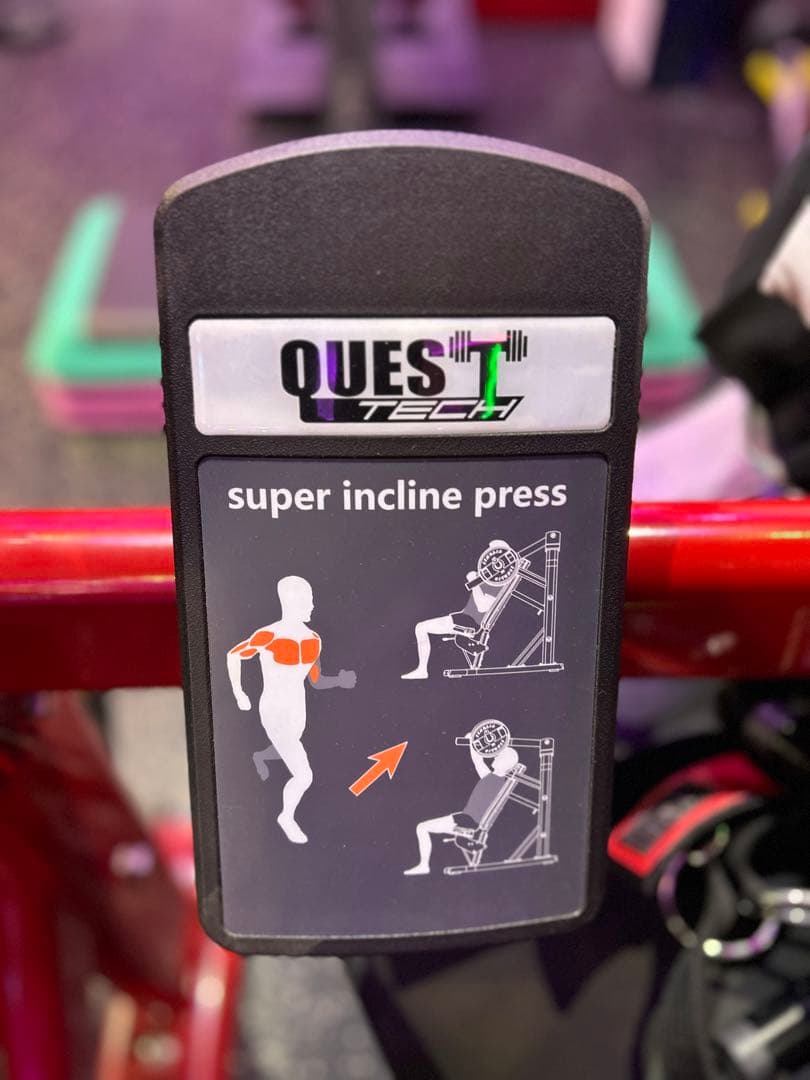 QUEST
TECH
super incline press